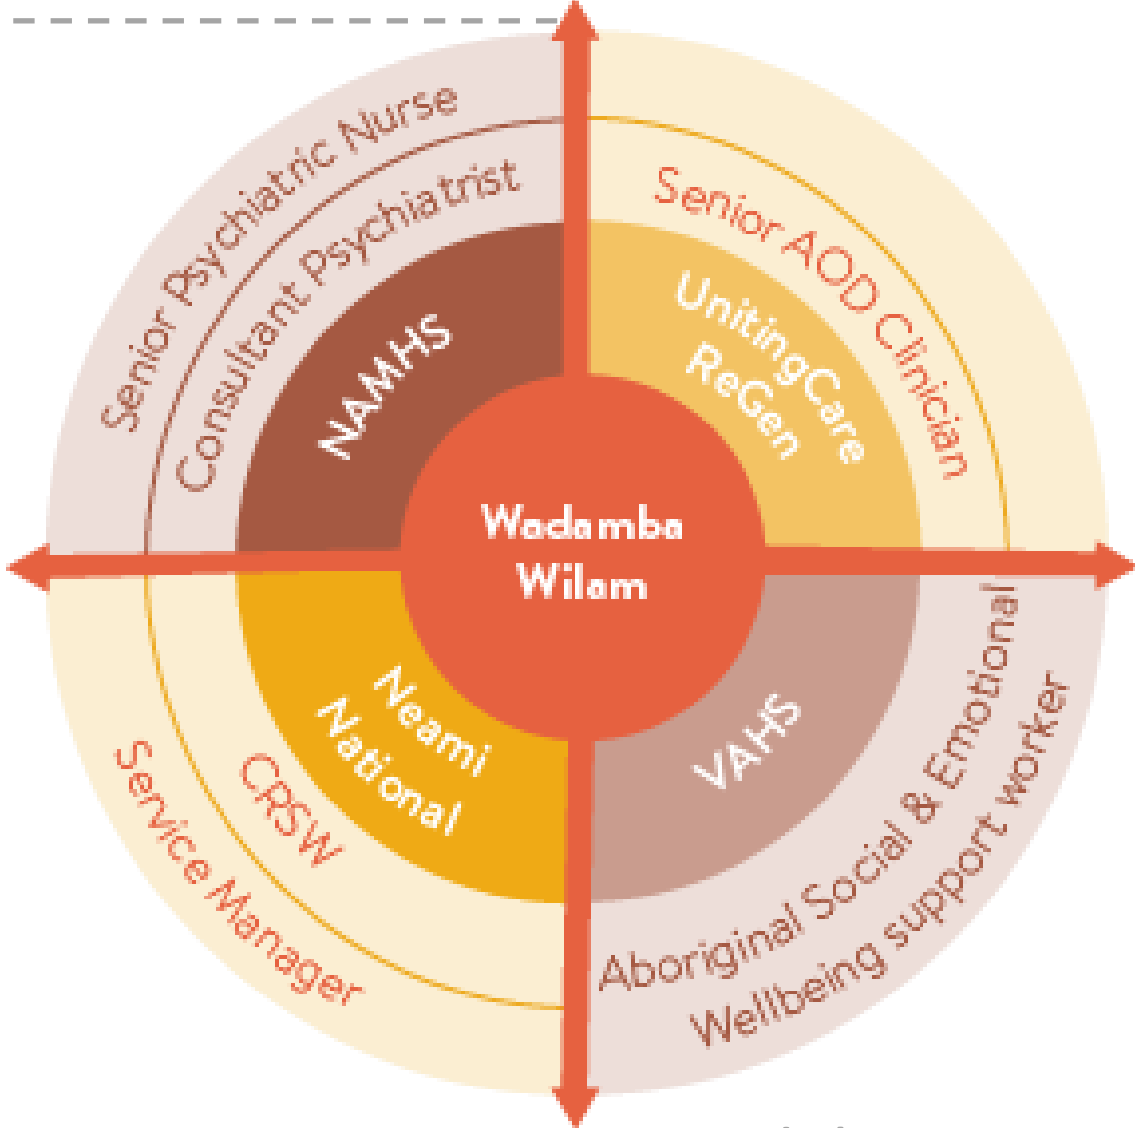 Senior Psychiatric Nurse
Consultant Psychiatrist
NAMHS
Senior AOD Clinician
UnitingCare
ReGen
Wadamba
Wilam
Neami
National
CRSW
Service Manager
VAHS
Aboriginal Social & Emotional
Wellbeing support worker